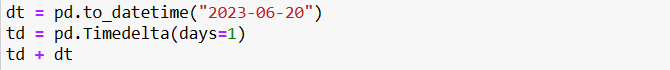 dt = pd.to_datetime("2023-06-20")
td = pd.Timedelta(days=1)
td + dt